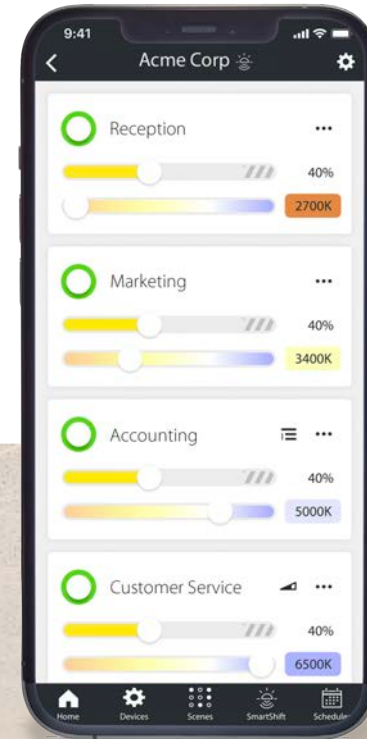 9:41
Acme Corp
Reception
40%
2700K
Marketing
40%
3400K
Accounting
40%
5000K
Customer Service
40%
6500K
Home Devices Scenes SmartShift Schedule